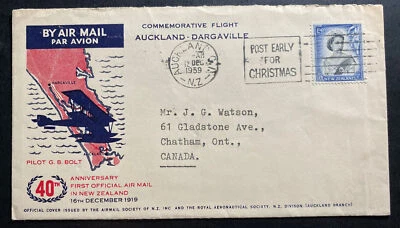 BY AIR MAIL
PAR AVION
COMMEMORATIVE FLIGHT
AUCKLAND - DARGAVILLE
AUCKLAND
DEC
1959
N.Z.
POST EARLY
FOR
CHRISTMAS
NEW ZEALAND
DARGAVILLE
AUCKLAND
Mr. J. G. Watson,
61 Gladstone Ave.,
Chatham, Ont.,
CANADA.
PILOT G. B. BOLT
40TH
ANNIVERSARY
FIRST OFFICIAL AIR MAIL
IN NEW ZEALAND
16TH DECEMBER 1919
OFFICIAL COVER ISSUED BY THE AIRMAIL SOCIETY OF N.Z. INC. AND THE ROYAL AERONAUTICAL SOCIETY, N.Z. DIVISION (AUCKLAND BRANCH)